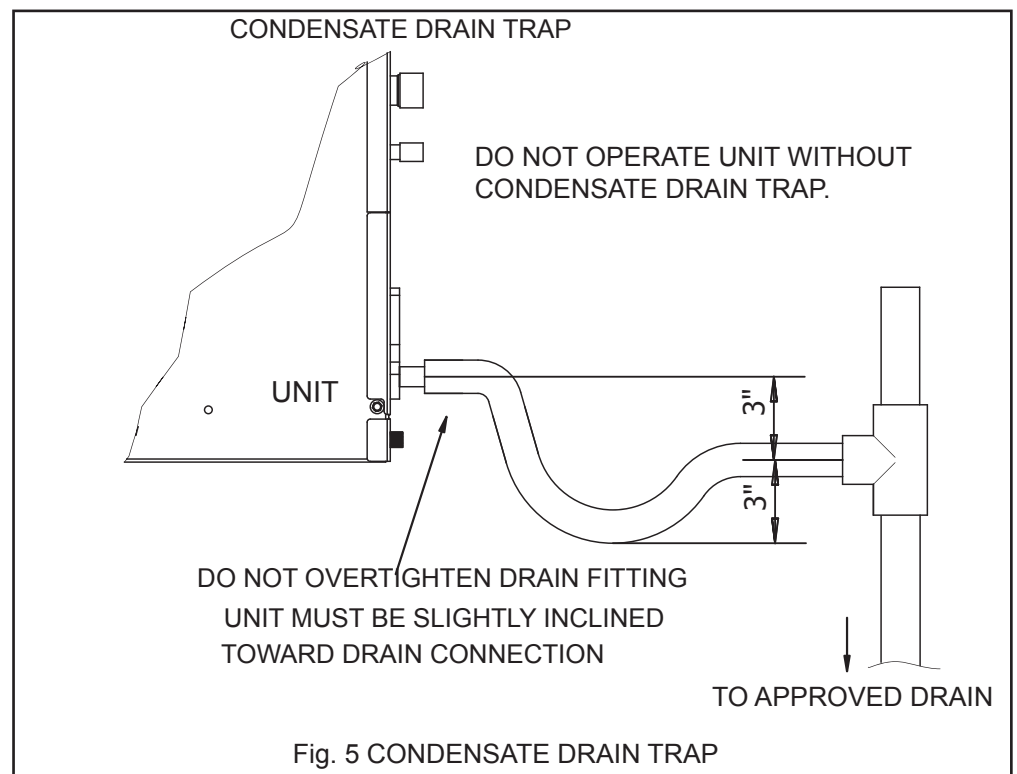 CONDENSATE DRAIN TRAP
DO NOT OPERATE UNIT WITHOUT
CONDENSATE DRAIN TRAP.
UNIT
3"
3"
DO NOT OVERTIGHTEN DRAIN FITTING
UNIT MUST BE SLIGHTLY INCLINED
TOWARD DRAIN CONNECTION
TO APPROVED DRAIN
Fig. 5 CONDENSATE DRAIN TRAP